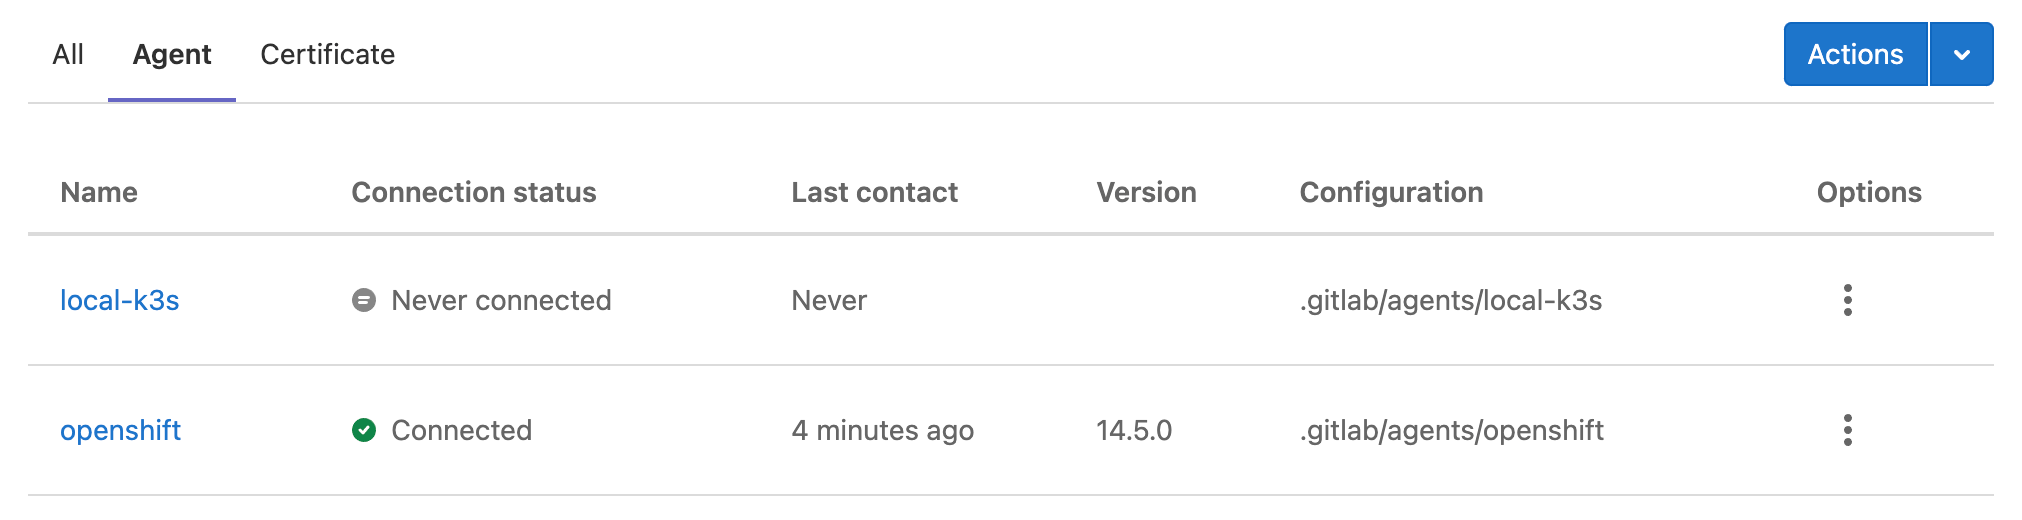 All Agent Certificate Actions
Name Connection status Last contact Version Configuration Options
local-k3s Never connected Never .gitlab/agents/local-k3s
openshift Connected 4 minutes ago 14.5.0 .gitlab/agents/openshift